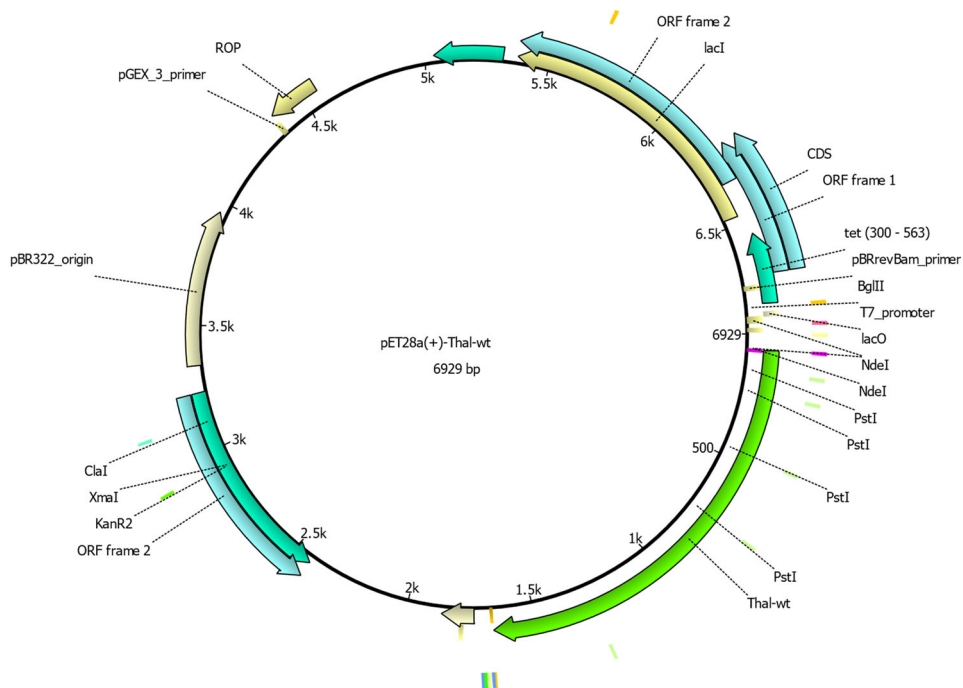 ROP
pGEX_3_primer
pBR322_origin
ClaI
XmaI
KanR2
ORF frame 2
5k
5.5k
ORF frame 2
lacI
4.5k
6k
CDS
ORF frame 1
4k
6.5k
tet (300 - 563)
pBRrevBam_primer
BglII
T7_promoter
lacO
NdeI
NdeI
PstI
PstI
PstI
PstI
Thal-wt
3.5k
pET28a(+)-Thal-wt
6929 bp
6929
3k
500
2.5k
1k
2k
1.5k